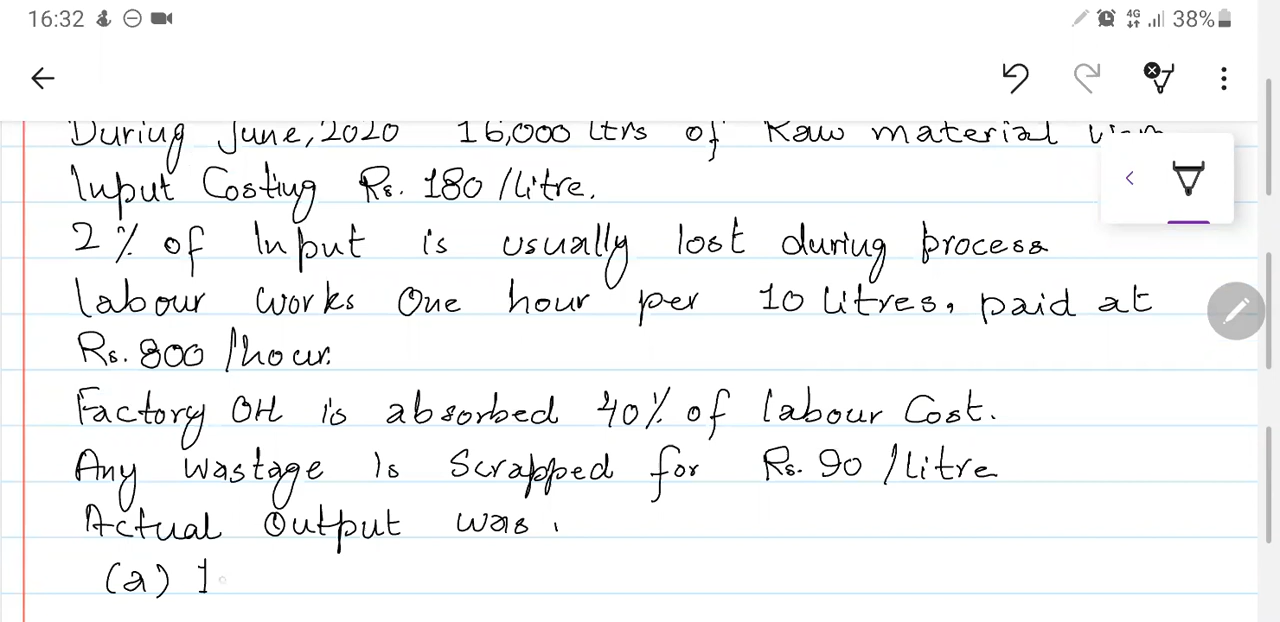 16:32 4G 38%
During June, 2020 16,000 Ltrs of Raw material
Input Costing Rs. 180 /litre.
2 % of Input is usually lost during process
labour works One hour per 10 litres, paid at
Rs. 800 /hour.
Factory OH is absorbed 40% of labour Cost.
Any wastage is Scrapped for Rs. 90 /litre
Actual Output was
(a) 1